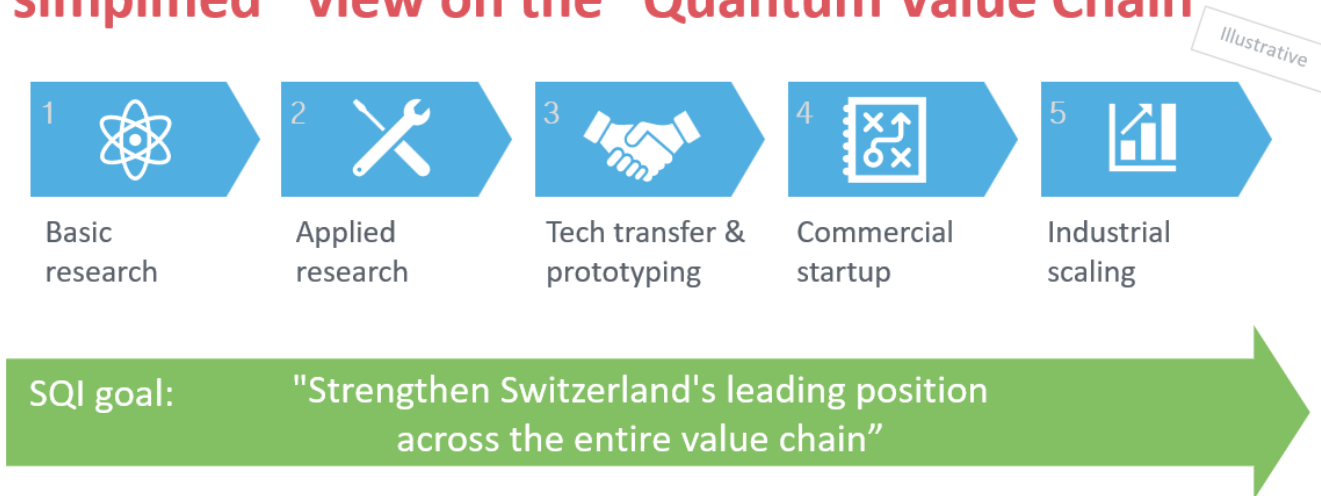 simplified" view on the "Quantum Value Chain
Illustrative
1
2
3
4
5
Basic
research
Applied
research
Tech transfer &
prototyping
Commercial
startup
Industrial
scaling
SQI goal:
"Strengthen Switzerland's leading position
across the entire value chain”